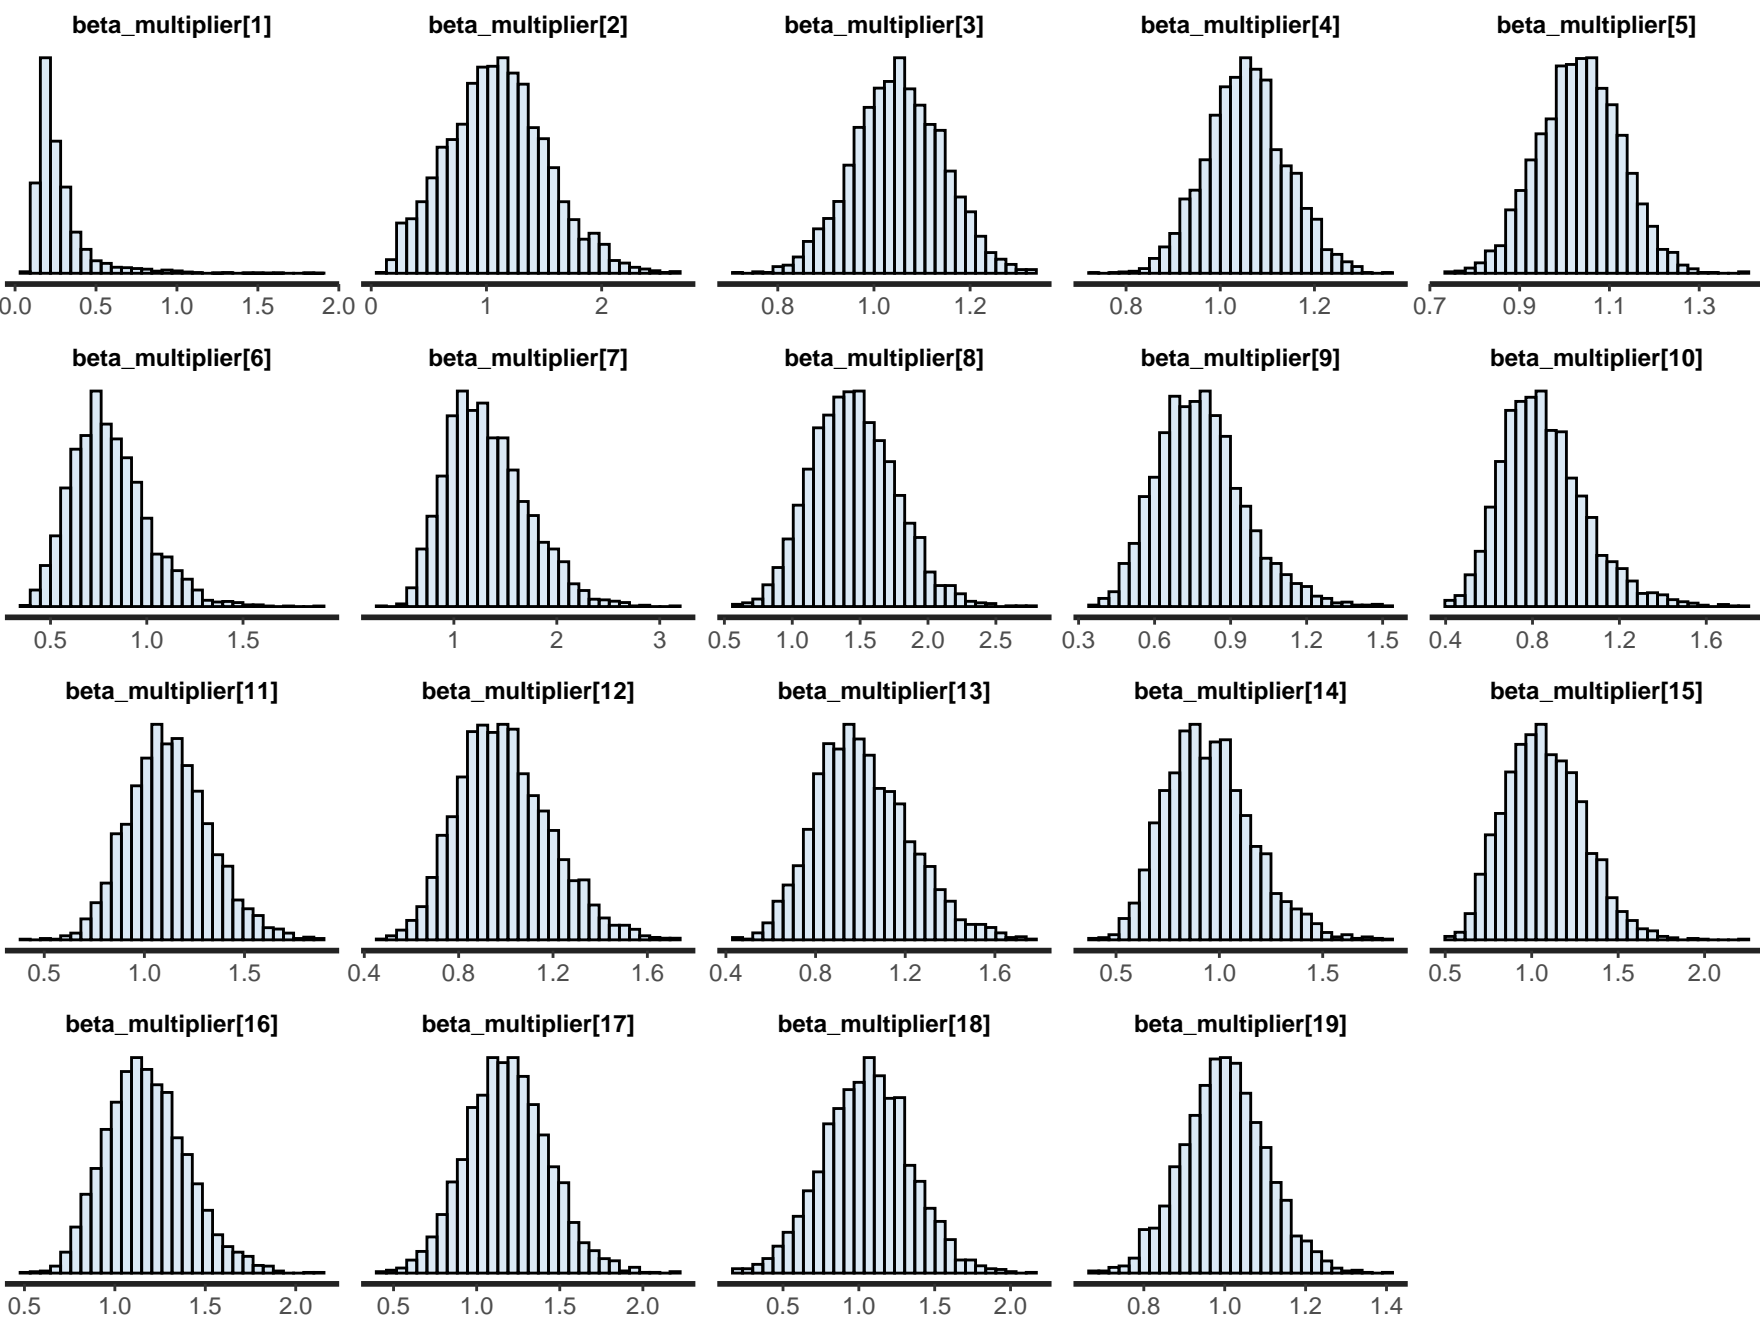 beta_multiplier[1] beta_multiplier[2] beta_multiplier[3] beta_multiplier[4] beta_multiplier[5]
0.0 0.5 1.0 1.5 2.0 0 1 2 0.8 1.0 1.2 0.8 1.0 1.2 0.7 0.9 1.1 1.3
beta_multiplier[6] beta_multiplier[7] beta_multiplier[8] beta_multiplier[9] beta_multiplier[10]
0.5 1.0 1.5 1 2 3 0.5 1.0 1.5 2.0 2.5 0.3 0.6 0.9 1.2 1.5 0.4 0.8 1.2 1.6
beta_multiplier[11] beta_multiplier[12] beta_multiplier[13] beta_multiplier[14] beta_multiplier[15]
0.5 1.0 1.5 0.4 0.8 1.2 1.6 0.4 0.8 1.2 1.6 0.5 1.0 1.5 0.5 1.0 1.5 2.0
beta_multiplier[16] beta_multiplier[17] beta_multiplier[18] beta_multiplier[19]
0.5 1.0 1.5 2.0 0.5 1.0 1.5 2.0 0.5 1.0 1.5 2.0 0.8 1.0 1.2 1.4